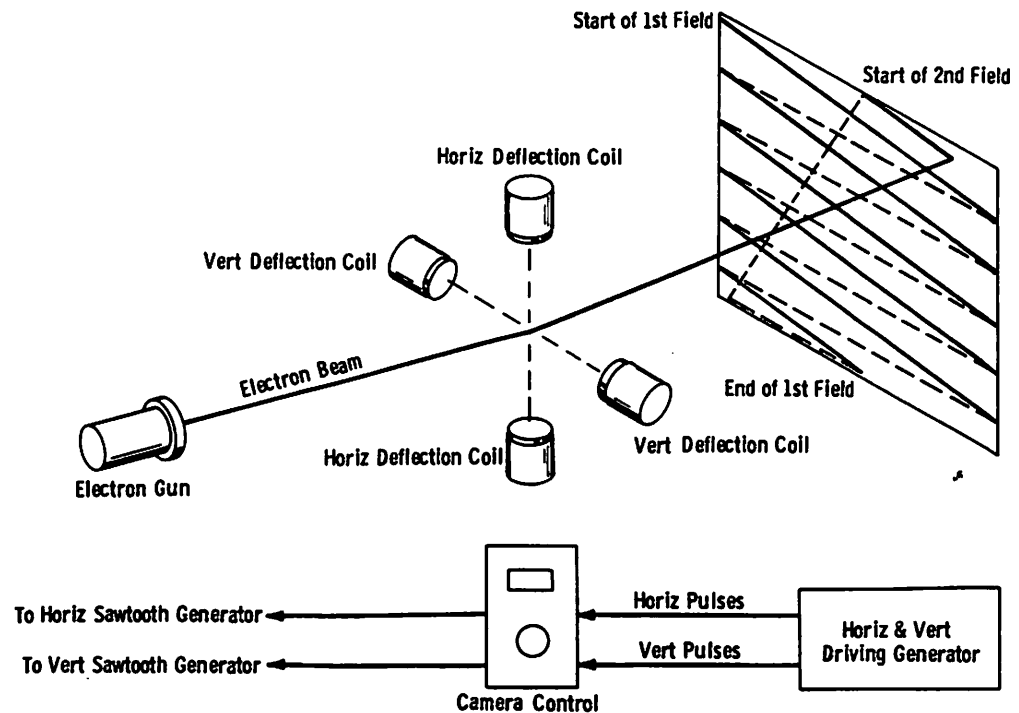 Start of 1st Field
Start of 2nd Field
Horiz Deflection Coil
Vert Deflection Coil
Electron Beam
End of 1st Field
Vert Deflection Coil
Horiz Deflection Coil
Electron Gun
To Horiz Sawtooth Generator
Horiz Pulses
Horiz & Vert
Driving Generator
To Vert Sawtooth Generator
Vert Pulses
Camera Control